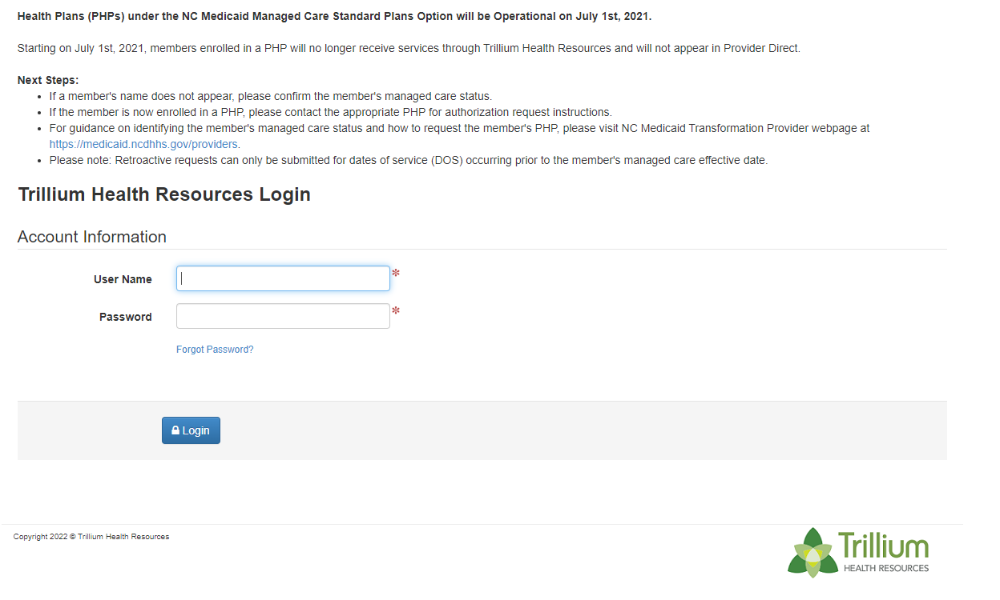 Health Plans (PHPs) under the NC Medicaid Managed Care Standard Plans Option will be Operational on July 1st, 2021.
Starting on July 1st, 2021, members enrolled in a PHP will no longer receive services through Trillium Health Resources and will not appear in Provider Direct.
Next Steps:
• If a member's name does not appear, please confirm the member's managed care status.
• If the member is now enrolled in a PHP, please contact the appropriate PHP for authorization request instructions.
• For guidance on identifying the member's managed care status and how to request the member's PHP, please visit NC Medicaid Transformation Provider webpage at
https://medicaid.ncdhhs.gov/providers.
• Please note: Retroactive requests can only be submitted for dates of service (DOS) occurring prior to the member's managed care effective date.
Trillium Health Resources Login
Account Information
User Name *
Password *
Forgot Password?
Login
Copyright 2022 © Trillium Health Resources
Trillium
HEALTH RESOURCES